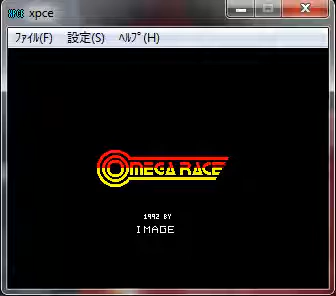 xpce
ﾌｧｲﾙ(F) 設定(S) ﾍﾙﾌﾟ(H)
OMEGA RACE
1992 BY
IMAGE